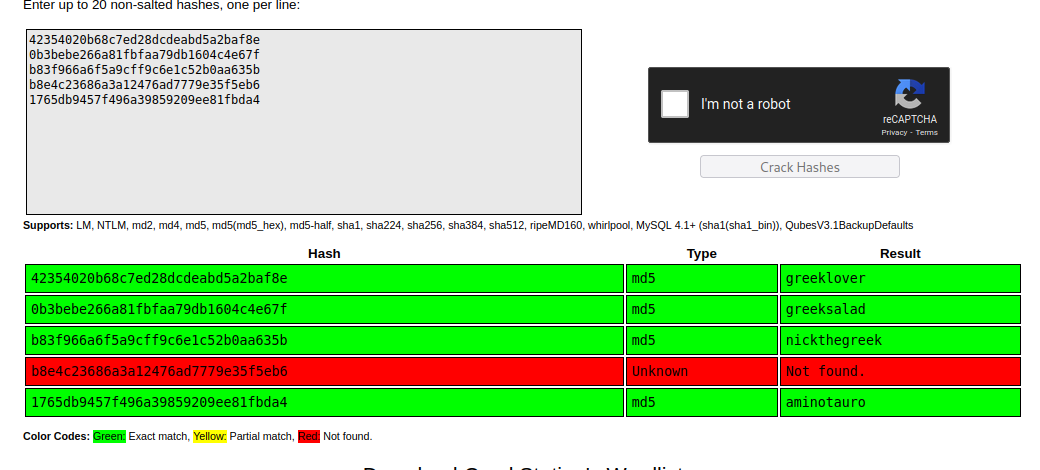 Enter up to 20 non-salted hashes, one per line:
42354020b68c7ed28dcdeabd5a2baf8e
0b3bebe266a81fbfaa79db1604c4e67f
b83f966a6f5a9cff9c6e1c52b0aa635b
b8e4c23686a3a12476ad7779e35f5eb6
1765db9457f496a39859209ee81fbda4
I'm not a robot
reCAPTCHA
Privacy - Terms
Crack Hashes
Supports: LM, NTLM, md2, md4, md5, md5(md5_hex), md5-half, sha1, sha224, sha256, sha384, sha512, ripeMD160, whirlpool, MySQL 4.1+ (sha1(sha1_bin)), QubesV3.1BackupDefaults
Hash Type Result
42354020b68c7ed28dcdeabd5a2baf8e md5 greeklover
0b3bebe266a81fbfaa79db1604c4e67f md5 greeksalad
b83f966a6f5a9cff9c6e1c52b0aa635b md5 nickthegreek
b8e4c23686a3a12476ad7779e35f5eb6 Unknown Not found.
1765db9457f496a39859209ee81fbda4 md5 aminotauro
Color Codes: Green: Exact match, Yellow: Partial match, Red: Not found.